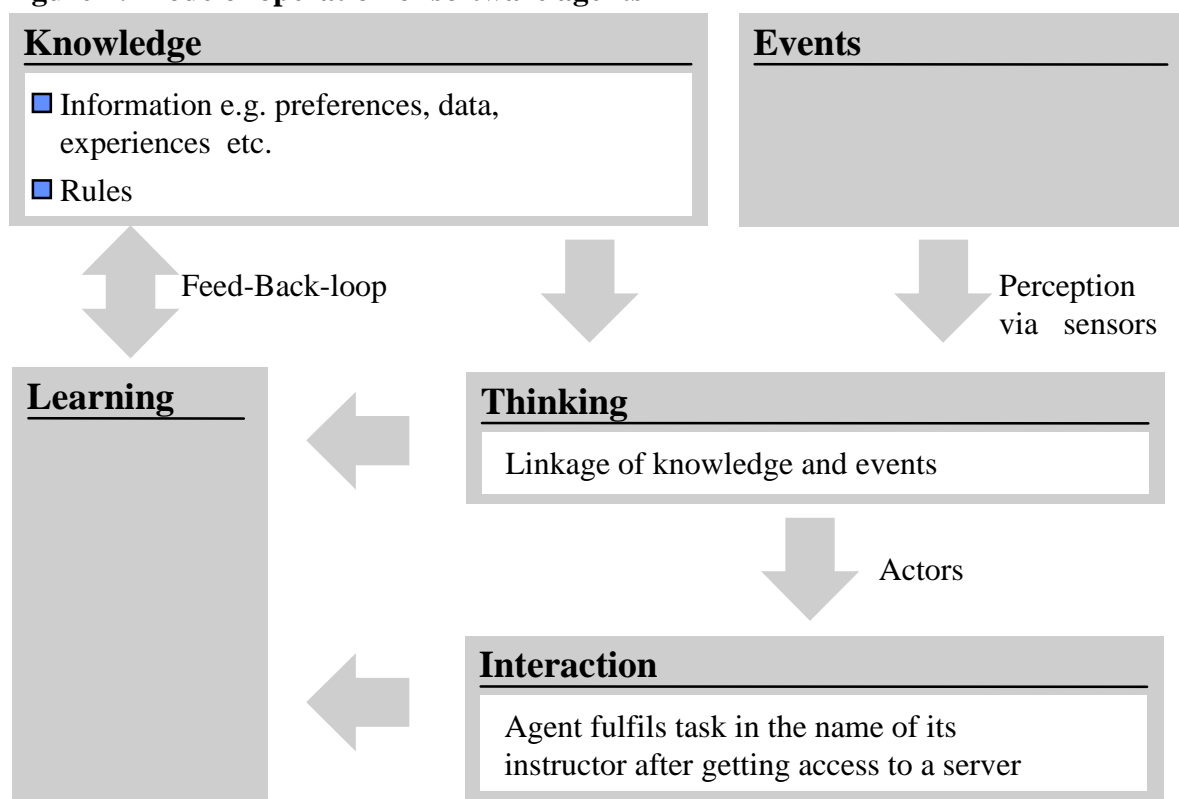 Knowledge
Information e.g. preferences, data,
experiences etc.
Rules
Events
Feed-Back-loop
Perception
via sensors
Learning
Thinking
Linkage of knowledge and events
Actors
Interaction
Agent fulfils task in the name of its
instructor after getting access to a server